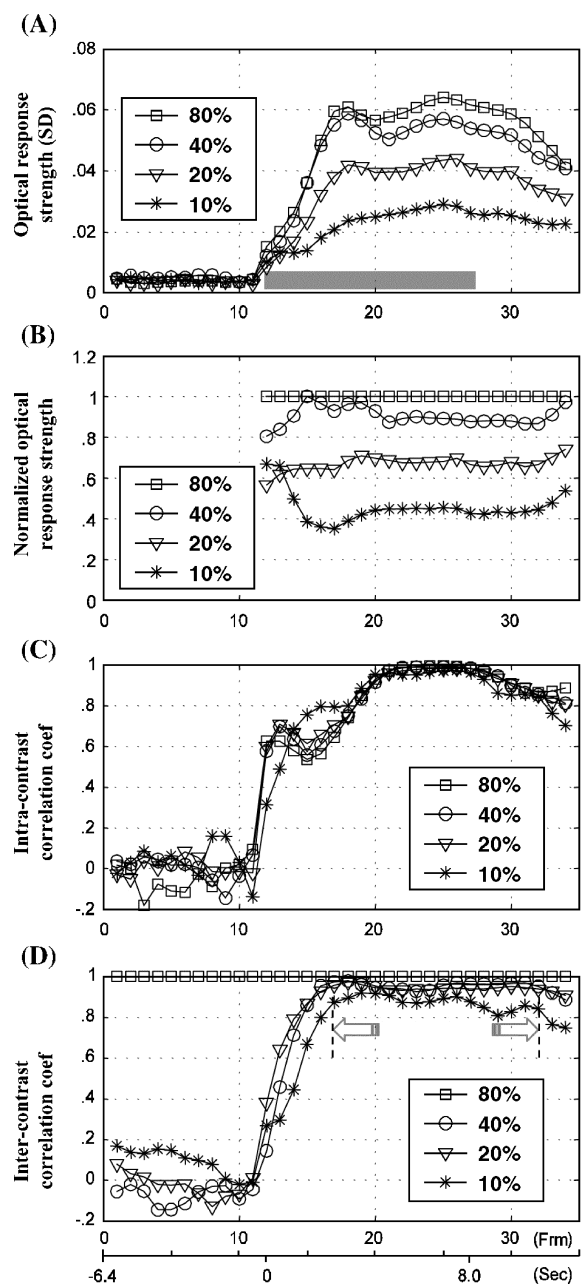 (A)
Optical response
strength (SD)
.08
.06
.04
.02
0
80%
40%
20%
10%
0 10 20 30
(B)
Normalized optical
response strength
1.2
1
.8
.6
.4
.2
0
80%
40%
20%
10%
0 10 20 30
(C)
Intra-contrast
correlation coef
1
.8
.6
.4
.2
0
-.2
80%
40%
20%
10%
0 10 20 30
(D)
Inter-contrast
correlation coef
1
.8
.6
.4
.2
0
-.2
80%
40%
20%
10%
0 10 20 30 (Frm)
-6.4 0 8.0 (Sec)